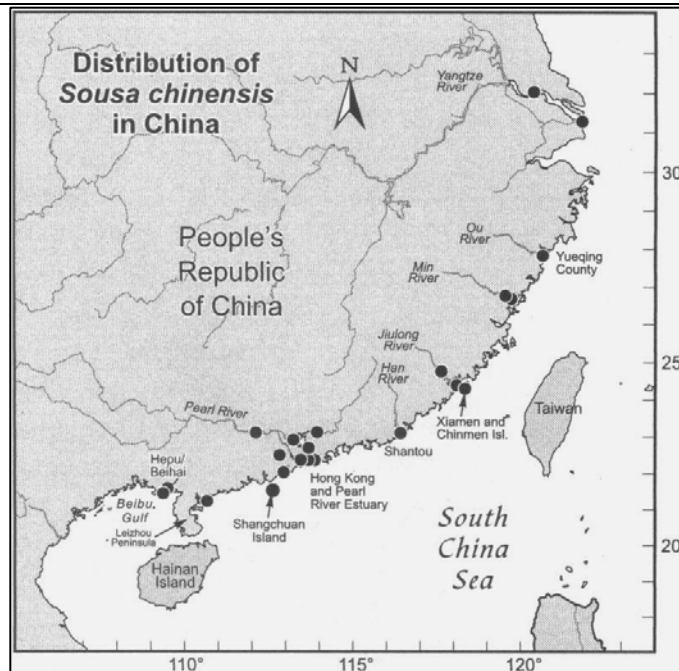 Distribution of
Sousa chinensis
in China
N
Yangtze
River
30
Ou
River
Yueqing
County
People's
Republic
of China
Min
River
Jiulong
River
Han
River
25
Pearl River
Taiwan
Xiamen and
Chinmen Isl.
Shantou
Hepu/
Beihai
Hong Kong
and Pearl
River Estuary
Beibu
Gulf
Leizhou
Peninsula
Shangchuan
Island
South
China
Sea
20
Hainan
Island
110°
115°
120°